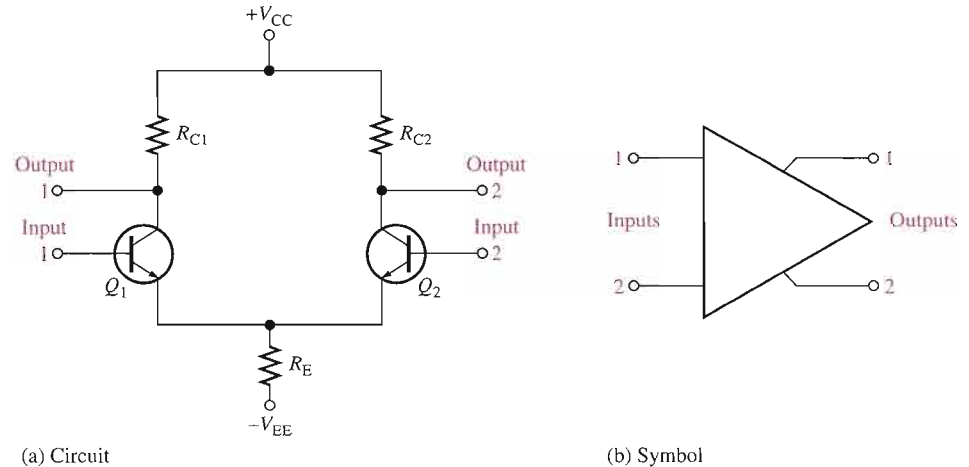 +V_CC
R_C1
R_C2
Output
1
Output
2
Input
1
Input
2
Q_1
Q_2
R_E
-V_EE
(a) Circuit
1
1
Inputs
Outputs
2
2
(b) Symbol